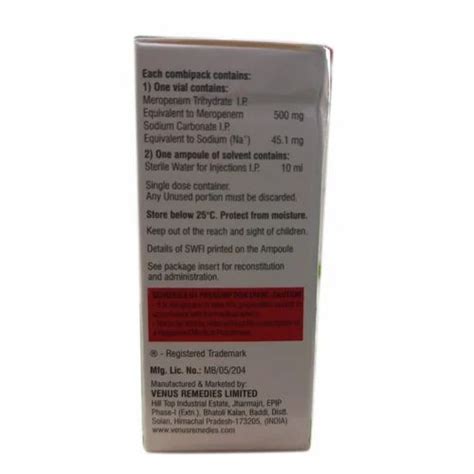 Each combipack contains:
1) One vial contains:
Meropenem Trihydrate I.P.
Equivalent to Meropenem 500 mg
Sodium Carbonate I.P.
Equivalent to Sodium (Na+) 45.1 mg
2) One ampoule of solvent contains:
Sterile Water for Injections I.P. 10 ml
Single dose container.
Any Unused portion must be discarded.
Store below 25°C. Protect from moisture.
Keep out of the reach and sight of children.
Details of SWFI printed on the Ampoule
See package insert for reconstitution
and administration.
® - Registered Trademark
Mfg. Lic. No.: MB/05/204
Manufactured & Marketed by:
VENUS REMEDIES LIMITED
Hill Top Industrial Estate, Jharmajri, EPIP
Phase-I (Extn.), Bhatoli Kalan, Baddi, Distt.
Solan, Himachal Pradesh-173205, (INDIA)
www.venusremedies.com